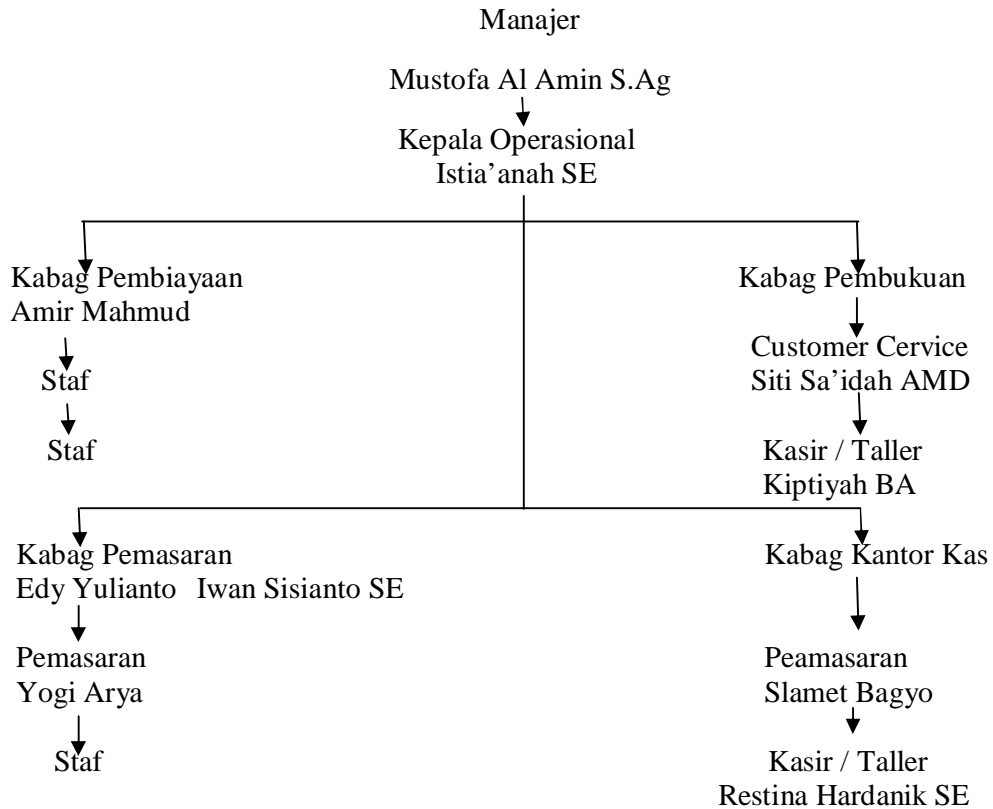 Manajer
Mustofa Al Amin S.Ag
Kepala Operasional
Istia’anah SE
Kabag Pembiayaan
Amir Mahmud
Staf
Staf
Kabag Pembukuan
Customer Cervice
Siti Sa’idah AMD
Kasir / Taller
Kiptiyah BA
Kabag Pemasaran
Edy Yulianto Iwan Sisianto SE
Pemasaran
Yogi Arya
Staf
Kabag Kantor Kas
Peamasaran
Slamet Bagyo
Kasir / Taller
Restina Hardanik SE